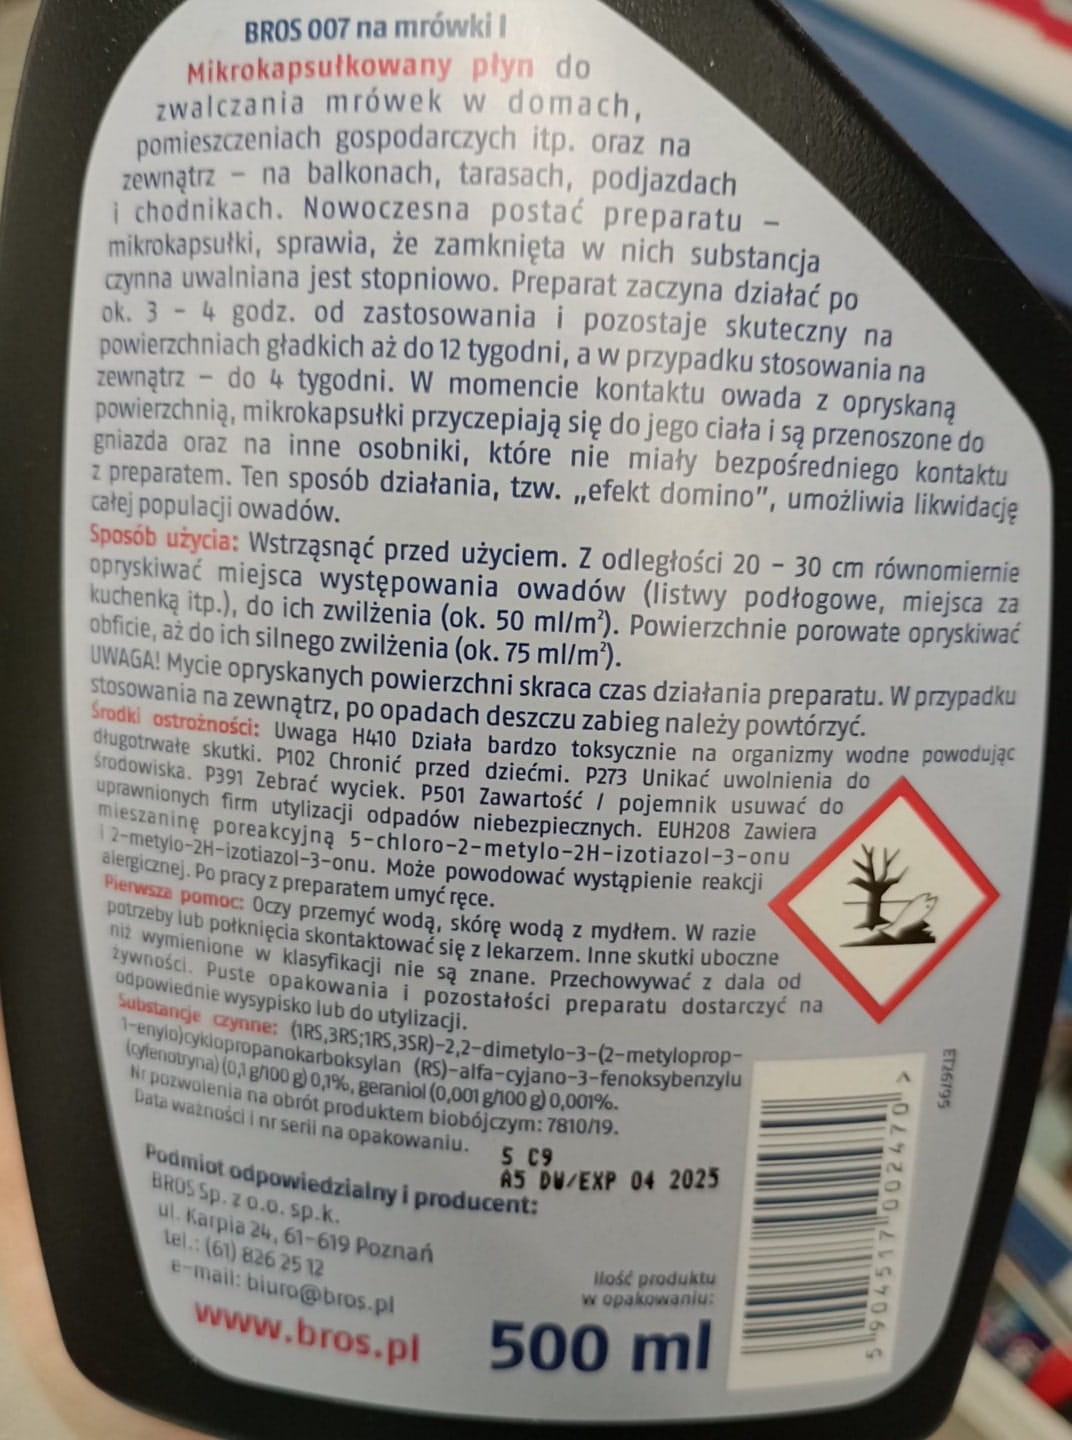 BROS 007 na mrówki I
Mikrokapsułkowany płyn do
zwalczania mrówek w domach,
pomieszczeniach gospodarczych itp. oraz na
zewnątrz – na balkonach, tarasach, podjazdach
i chodnikach. Nowoczesna postać preparatu –
mikrokapsułki, sprawia, że zamknięta w nich substancja
czynna uwalniana jest stopniowo. Preparat zaczyna działać po
ok. 3 – 4 godz. od zastosowania i pozostaje skuteczny na
powierzchniach gładkich aż do 12 tygodni, a w przypadku stosowania na
zewnątrz – do 4 tygodni. W momencie kontaktu owada z opryskaną
powierzchnią, mikrokapsułki przyczepiają się do jego ciała i są przenoszone do
gniazda oraz na inne osobniki, które nie miały bezpośredniego kontaktu
z preparatem. Ten sposób działania, tzw. „efekt domino”, umożliwia likwidację
całej populacji owadów.
Sposób użycia: Wstrząsnąć przed użyciem. Z odległości 20 – 30 cm równomiernie
opryskiwać miejsca występowania owadów (listwy podłogowe, miejsca za
kuchenką itp.), do ich zwilżenia (ok. 50 ml/m²). Powierzchnie porowate opryskiwać
obficie, aż do ich silnego zwilżenia (ok. 75 ml/m²).
UWAGA! Mycie opryskanych powierzchni skraca czas działania preparatu. W przypadku
stosowania na zewnątrz, po opadach deszczu zabieg należy powtórzyć.
Środki ostrożności: Uwaga H410 Działa bardzo toksycznie na organizmy wodne powodując
długotrwałe skutki. P102 Chronić przed dziećmi. P273 Unikać uwolnienia do
środowiska. P391 Zebrać wyciek. P501 Zawartość / pojemnik usuwać do
uprawnionych firm utylizacji odpadów niebezpiecznych. EUH208 Zawiera
mieszaninę poreakcyjną 5-chloro-2-metylo-2H-izotiazol-3-onu
i 2-metylo-2H-izotiazol-3-onu. Może powodować wystąpienie reakcji
alergicznej. Po pracy z preparatem umyć ręce.
Pierwsza pomoc: Oczy przemyć wodą, skórę wodą z mydłem. W razie
potrzeby lub połknięcia skontaktować się z lekarzem. Inne skutki uboczne
niż wymienione w klasyfikacji nie są znane. Przechowywać z dala od
żywności. Puste opakowania i pozostałości preparatu dostarczyć na
odpowiednie wysypisko lub do utylizacji.
Substancje czynne: (1RS,3RS;1RS,3SR)-2,2-dimetylo-3-(2-metyloprop-
1-enylo)cyklopropanokarboksylan (RS)-alfa-cyjano-3-fenoksybenzylu
(cyfenotryna) (0,1 g/100 g) 0,1%, geraniol (0,001 g/100 g) 0,001%.
Nr pozwolenia na obrót produktem biobójczym: 7810/19.
Data ważności i nr serii na opakowaniu.
S C9
A5 DW/EXP 04 2025
Podmiot odpowiedzialny i producent:
BROS Sp. z o.o. sp.k.
ul. Karpia 24, 61-619 Poznań
tel.: (61) 826 25 12
e-mail: biuro@bros.pl
www.bros.pl
Ilość produktu
w opakowaniu:
500 ml
ET26/95
5 904517 002470 >